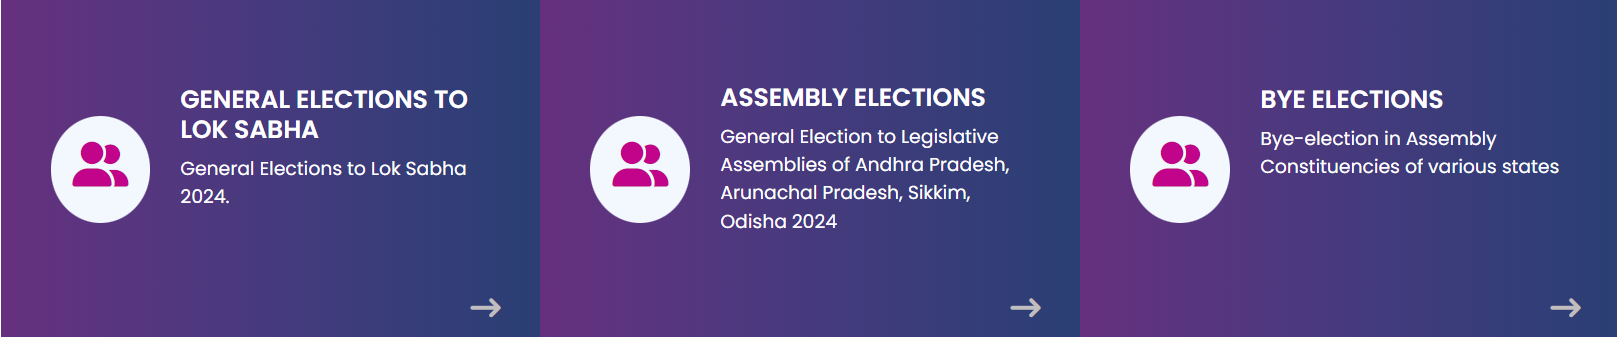 GENERAL ELECTIONS TO
LOK SABHA
General Elections to Lok Sabha
2024.
ASSEMBLY ELECTIONS
General Election to Legislative
Assemblies of Andhra Pradesh,
Arunachal Pradesh, Sikkim,
Odisha 2024
BYE ELECTIONS
Bye-election in Assembly
Constituencies of various states